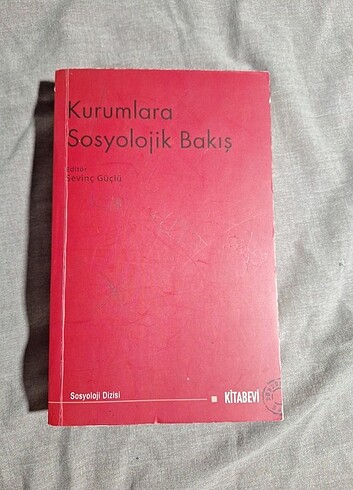 Kurumlara
Sosyolojik Bakış
Editör
Sevinç Güçlü
Sosyoloji Dizisi
KİTABEVİ